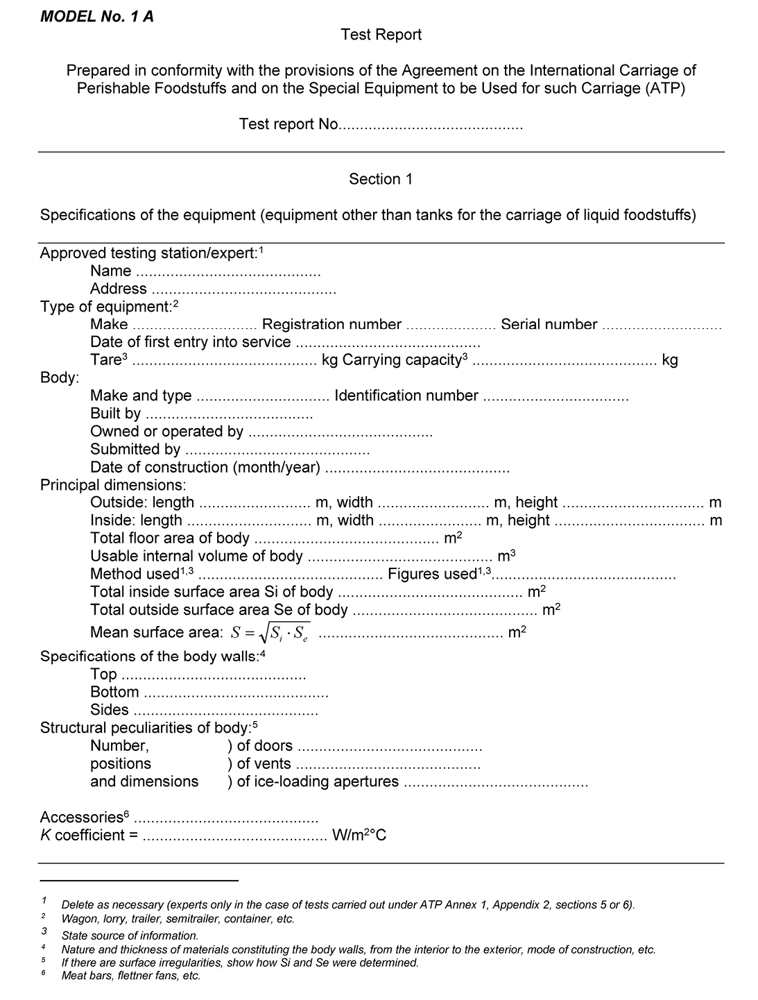 MODEL No. 1 A
Test Report
Prepared in conformity with the provisions of the Agreement on the International Carriage of
Perishable Foodstuffs and on the Special Equipment to be Used for such Carriage (ATP)
Test report No...........................................
Section 1
Specifications of the equipment (equipment other than tanks for the carriage of liquid foodstuffs)
Approved testing station/expert:¹
Name ...........................................
Address ...........................................
Type of equipment:²
Make ............................. Registration number ..................... Serial number ............................
Date of first entry into service ...........................................
Tare³ ........................................... kg Carrying capacity³ ........................................... kg
Body:
Make and type ............................... Identification number ..................................
Built by .......................................
Owned or operated by ...........................................
Submitted by ...........................................
Date of construction (month/year) ...........................................
Principal dimensions:
Outside: length .......................... m, width .......................... m, height ................................. m
Inside: length ............................. m, width ........................ m, height ................................... m
Total floor area of body ........................................... m²
Usable internal volume of body ........................................... m³
Method used¹,³ ........................................... Figures used¹,³...........................................
Total inside surface area Si of body ........................................... m²
Total outside surface area Se of body ........................................... m²
Mean surface area: S = √(Sᵢ · Sₑ) ........................................... m²
Specifications of the body walls:⁴
Top ...........................................
Bottom ...........................................
Sides ...........................................
Structural peculiarities of body:⁵
Number, ) of doors ...........................................
positions ) of vents ...........................................
and dimensions ) of ice-loading apertures ...........................................
Accessories⁶ ...........................................
K coefficient = ........................................... W/m²°C
1 Delete as necessary (experts only in the case of tests carried out under ATP Annex 1, Appendix 2, sections 5 or 6).
2 Wagon, lorry, trailer, semitrailer, container, etc.
3 State source of information.
4 Nature and thickness of materials constituting the body walls, from the interior to the exterior, mode of construction, etc.
5 If there are surface irregularities, show how Si and Se were determined.
6 Meat bars, flettner fans, etc.